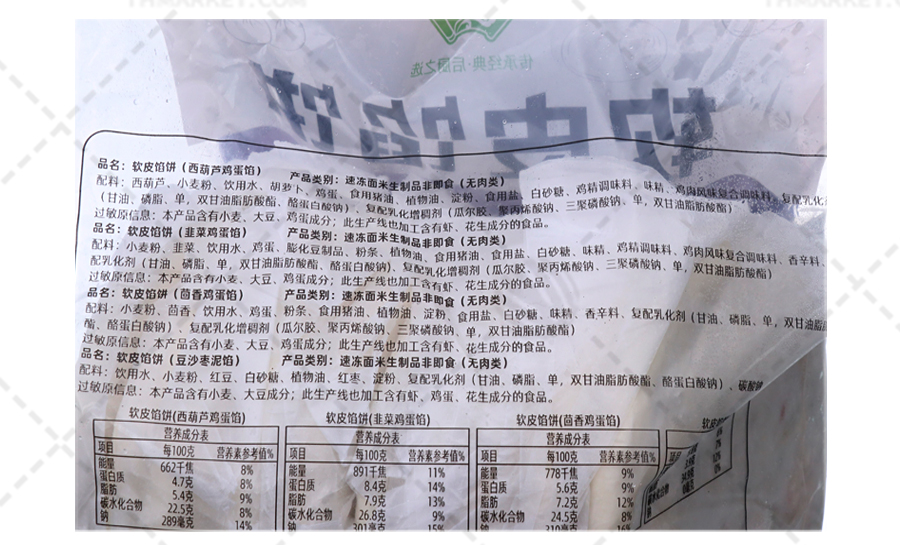 传承经典·后厨之选
软皮馅饼
品名：软皮馅饼（西葫芦鸡蛋馅） 产品类别：速冻面米生制品非即食（无肉类）
配料：西葫芦、小麦粉、饮用水、胡萝卜、鸡蛋、食用猪油、植物油、淀粉、食用盐、白砂糖、鸡精调味料、味精、鸡肉风味复合调味料、复配乳化
（甘油、磷脂、单，双甘油脂肪酸酯、酪蛋白酸钠）、复配乳化增稠剂（瓜尔胶、聚丙烯酸钠、三聚磷酸钠、单，双甘油脂肪酸酯）
过敏原信息：本产品含有小麦、大豆、鸡蛋成分；此生产线也加工含有虾、花生成分的食品。
品名：软皮馅饼（韭菜鸡蛋馅） 产品类别：速冻面米生制品非即食（无肉类）
配料：小麦粉、韭菜、饮用水、鸡蛋、膨化豆制品、粉条、植物油、食用猪油、食用盐、白砂糖、味精、鸡精调味料、鸡肉风味复合调味料、香辛料、
配乳化剂（甘油、磷脂、单，双甘油脂肪酸酯、酪蛋白酸钠）、复配乳化增稠剂（瓜尔胶、聚丙烯酸钠、三聚磷酸钠、单，双甘油脂肪酸酯）
过敏原信息：本产品含有小麦、大豆、鸡蛋成分；此生产线也加工含有虾、花生成分的食品。
品名：软皮馅饼（茴香鸡蛋馅） 产品类别：速冻面米生制品非即食（无肉类）
配料：小麦粉、茴香、饮用水、鸡蛋、粉条、食用猪油、植物油、淀粉、食用盐、白砂糖、味精、香辛料、复配乳化剂（甘油、磷脂、单，双甘油脂
酯、酪蛋白酸钠）、复配乳化增稠剂（瓜尔胶、聚丙烯酸钠、三聚磷酸钠、单，双甘油脂肪酸酯）
过敏原信息：本产品含有小麦、大豆、鸡蛋成分；此生产线也加工含有虾、花生成分的食品。
品名：软皮馅饼（豆沙枣泥馅） 产品类别：速冻面米生制品非即食（无肉类）
配料：饮用水、小麦粉、红豆、白砂糖、植物油、红枣、淀粉、复配乳化剂（甘油、磷脂、单，双甘油脂肪酸酯、酪蛋白酸钠）、碳酸钠
过敏原信息：本产品含有小麦、大豆成分；此生产线也加工含有虾、鸡蛋、花生成分的食品。
软皮馅饼(西葫芦鸡蛋馅) 软皮馅饼(韭菜鸡蛋馅) 软皮馅饼(茴香鸡蛋馅)
营养成分表 营养成分表 营养成分表
项目 每100克 营养素参考值% 项目 每100克 营养素参考值% 项目 每100克 营养素参考值%
能量 662千焦 8% 能量 891千焦 11% 能量 778千焦 9%
蛋白质 4.7克 8% 蛋白质 8.4克 14% 蛋白质 5.6克 9%
脂肪 5.4克 9% 脂肪 7.9克 13% 脂肪 7.2克 12%
碳水化合物 22.5克 8% 碳水化合物 26.8克 9% 碳水化合物 24.5克 8%
钠 289毫克 14% 钠 301毫克 15% 钠 310毫克 16%